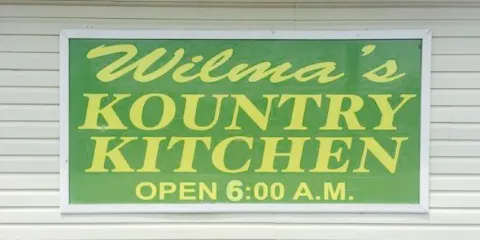 Wilma's
KOUNTRY
KITCHEN
OPEN 6:00 A.M.